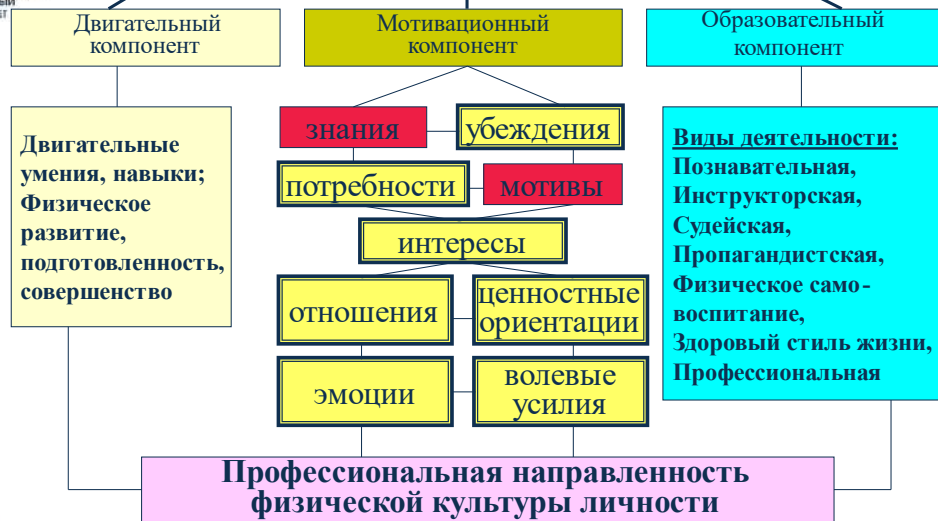 Двигательный
компонент
Мотивационный
компонент
Образовательный
компонент
Двигательные
умения, навыки;
Физическое
развитие,
подготовленность,
совершенство
знания
убеждения
потребности
мотивы
интересы
отношения
ценностные
ориентации
эмоции
волевые
усилия
Виды деятельности:
Познавательная,
Инструкторская,
Судейская,
Пропагандистская,
Физическое само-
воспитание,
Здоровый стиль жизни,
Профессиональная
Профессиональная направленность
физической культуры личности